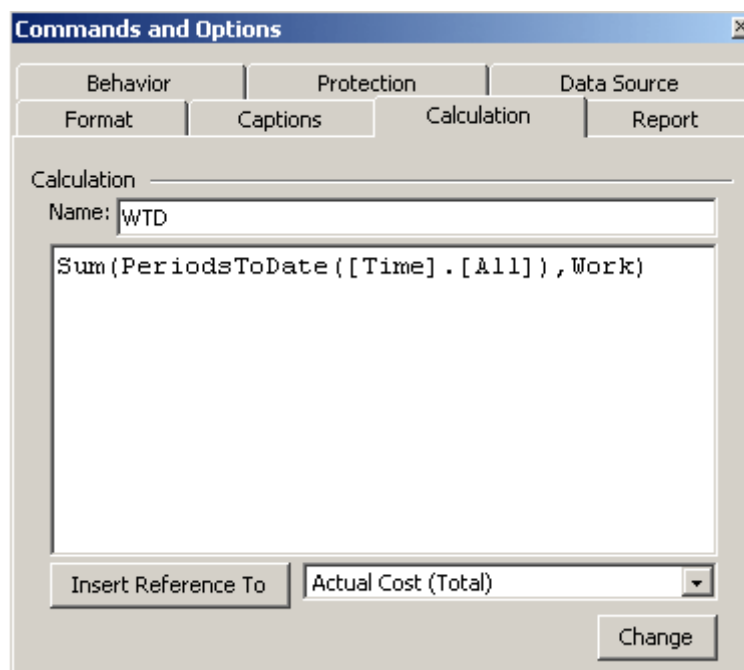 Commands and Options
Behavior Protection Data Source
Format Captions Calculation Report
Calculation
Name: WTD
Sum(PeriodsToDate([Time].[All]),Work)
Insert Reference To Actual Cost (Total)
Change